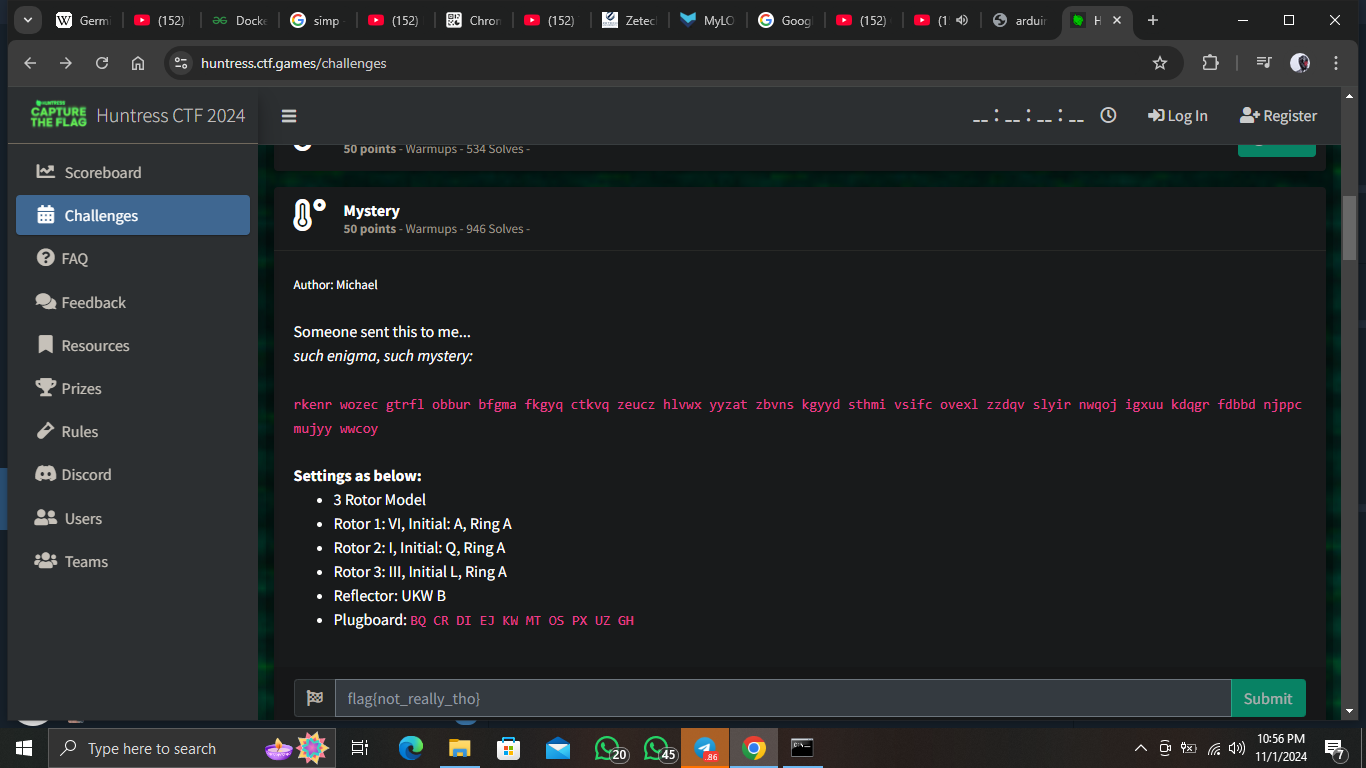 Germi
(152)
Docke
simp
(152)
Chron
(152)
Zetecl
MyLO
Goog
(152)
(1
arduir
H
huntress.ctf.games/challenges
HUNTRESS
CAPTURE
THE FLAG
Huntress CTF 2024
__ : __ : __ : __
Log In
Register
Scoreboard
Challenges
FAQ
Feedback
Resources
Prizes
Rules
Discord
Users
Teams
50 points - Warmups - 534 Solves -
Mystery
50 points - Warmups - 946 Solves -
Author: Michael
Someone sent this to me...
such enigma, such mystery:
rkenr wozec gtrfl obbur bfgma fkgyq ctkvq zeucz hlvwx yyzat zbvns kgyyd sthmi vsifc ovexl zzdqv slyir nwqoj igxuu kdqgr fdbbd njppc
mujyy wwcoy
Settings as below:
• 3 Rotor Model
• Rotor 1: VI, Initial: A, Ring A
• Rotor 2: I, Initial: Q, Ring A
• Rotor 3: III, Initial L, Ring A
• Reflector: UKW B
• Plugboard: BQ CR DI EJ KW MT OS PX UZ GH
flag{not_really_tho}
Submit
Type here to search
20
45
.86
10:56 PM
11/1/2024
7